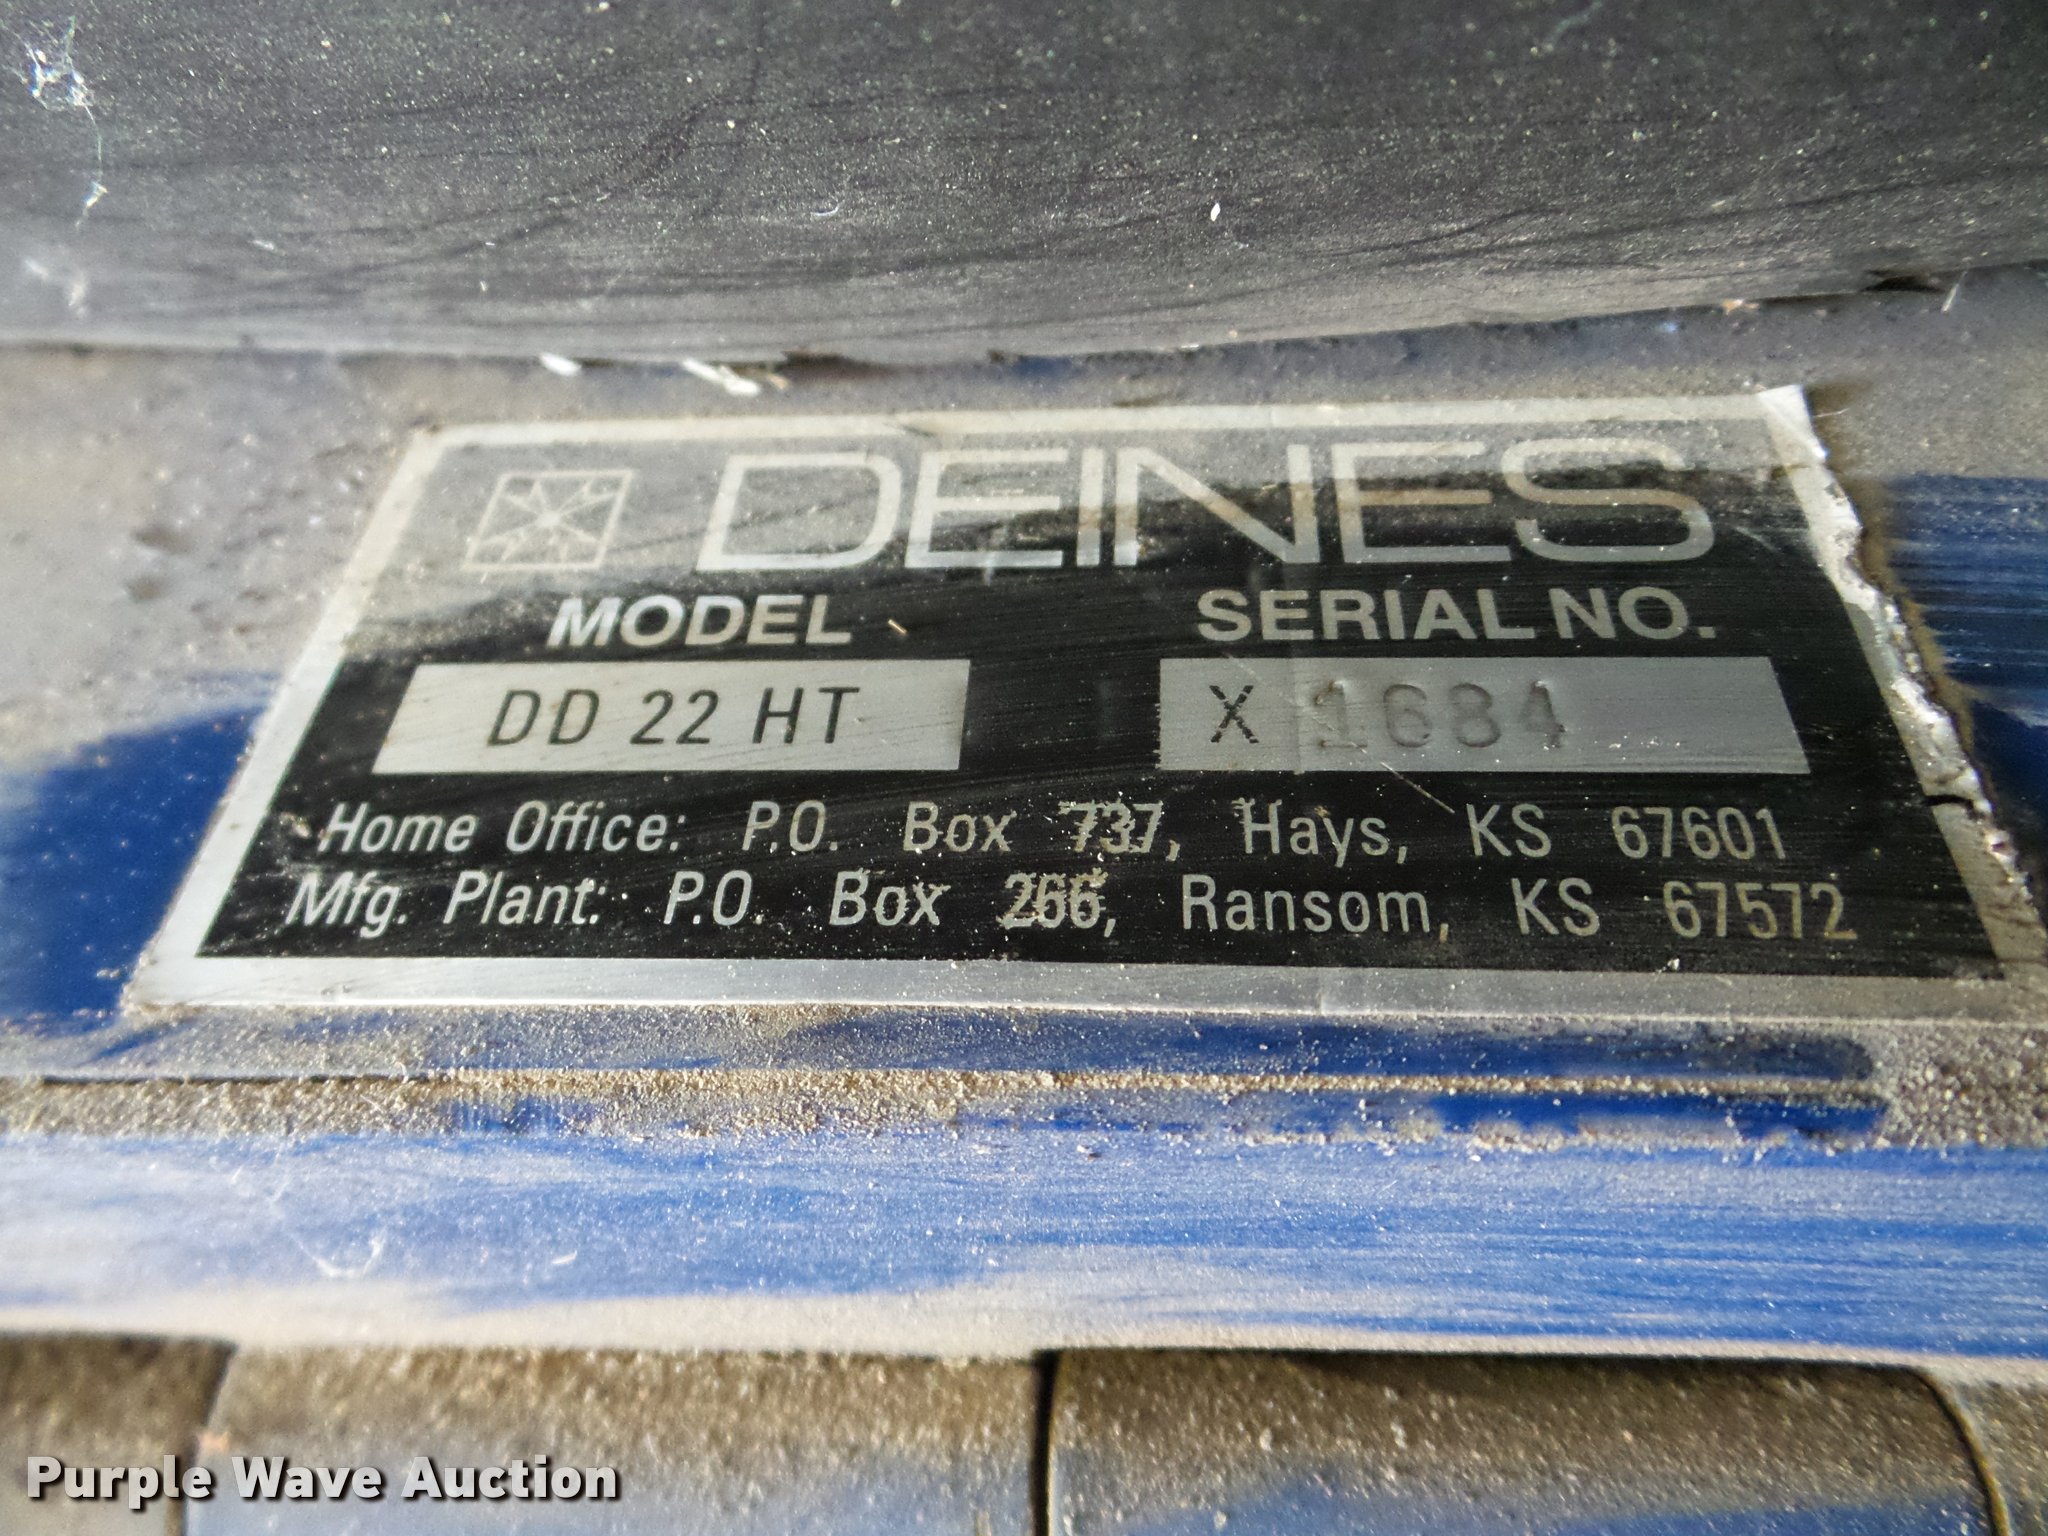 DEINES
MODEL SERIAL NO.
DD 22 HT X 1684
Home Office: P.O. Box 737, Hays, KS 67601
Mfg. Plant: P.O. Box 266, Ransom, KS 67572
Purple Wave Auction